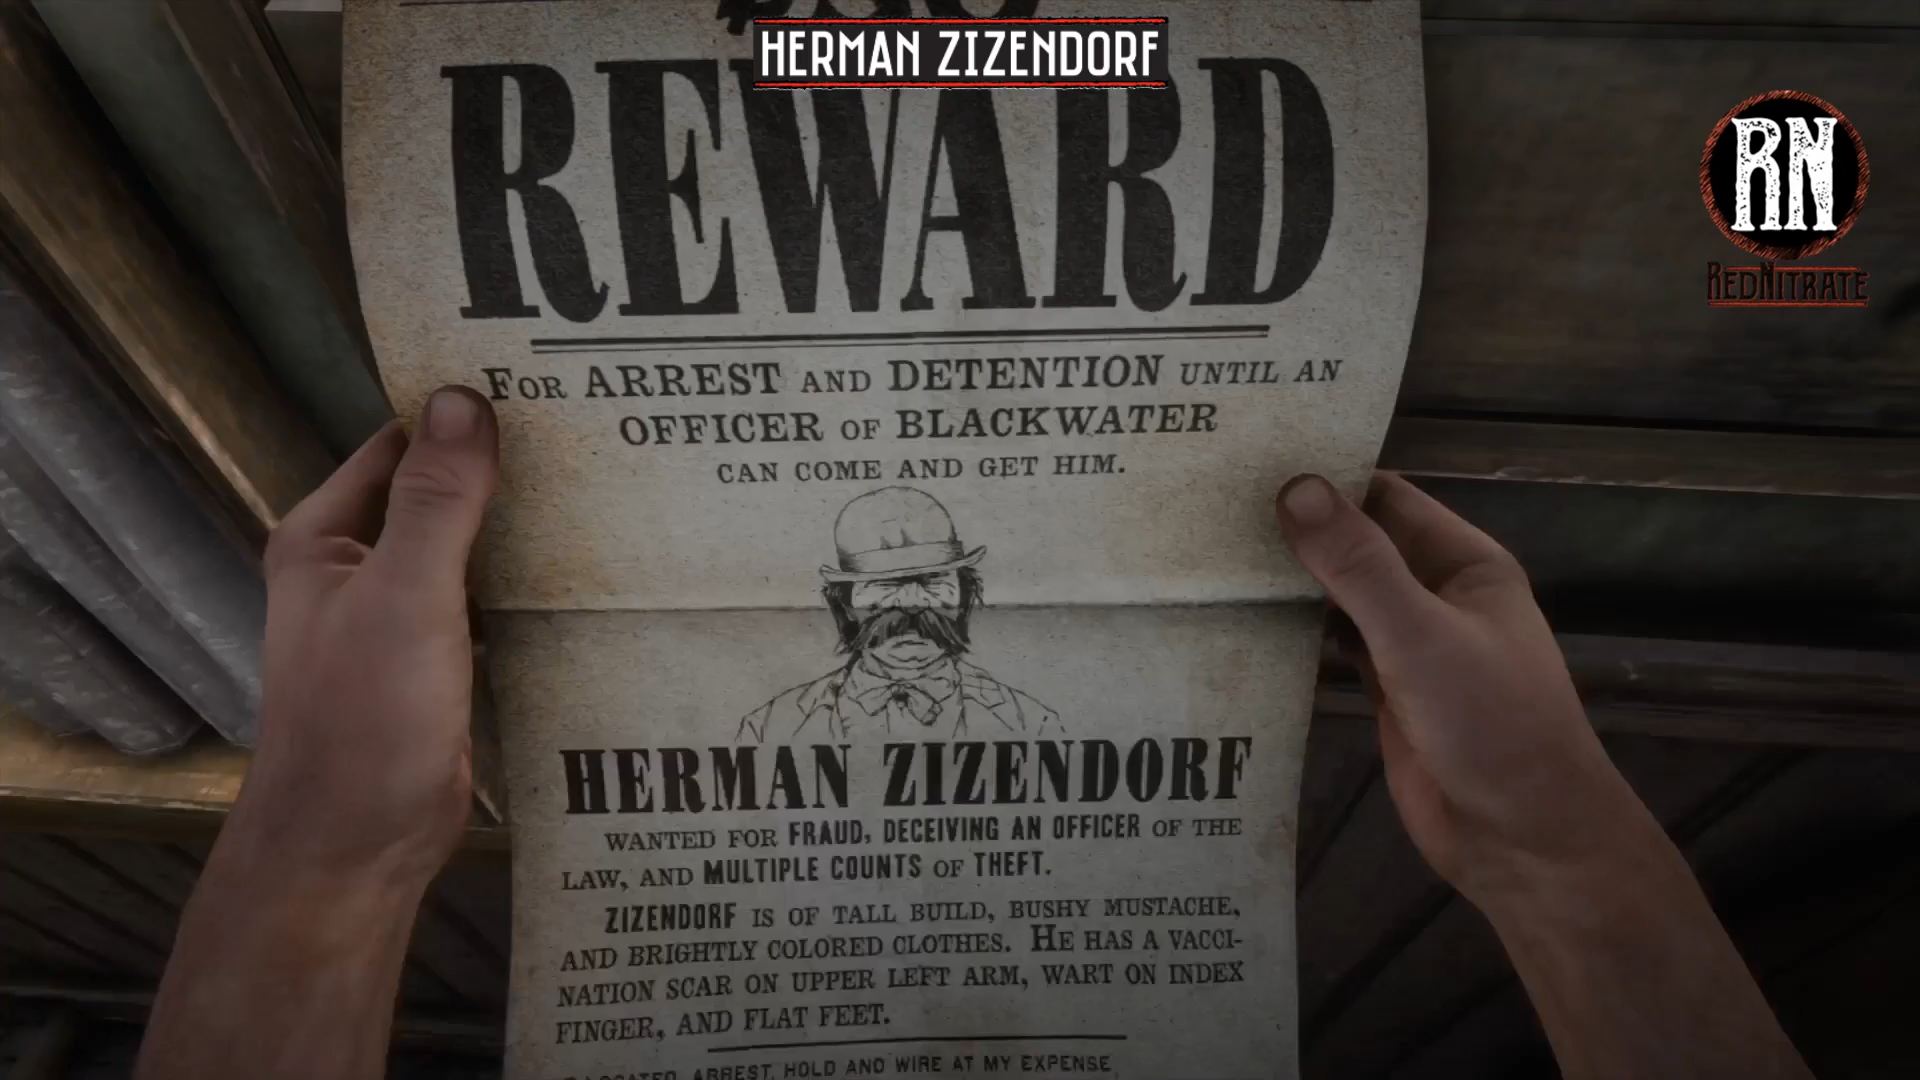 HERMAN ZIZENDORF
REWARD
FOR ARREST AND DETENTION UNTIL AN
OFFICER OF BLACKWATER
CAN COME AND GET HIM.
HERMAN ZIZENDORF
WANTED FOR FRAUD, DECEIVING AN OFFICER OF THE
LAW, AND MULTIPLE COUNTS OF THEFT.
ZIZENDORF IS OF TALL BUILD, BUSHY MUSTACHE,
AND BRIGHTLY COLORED CLOTHES. HE HAS A VACCI-
NATION SCAR ON UPPER LEFT ARM, WART ON INDEX
FINGER, AND FLAT FEET.
ARREST, HOLD AND WIRE AT MY EXPENSE
RN
REDNITRATE